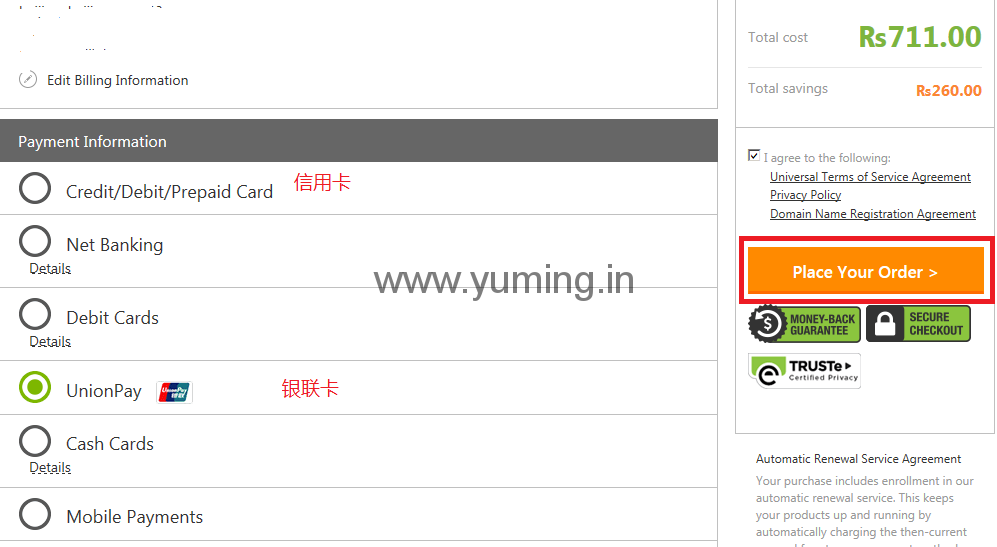 Edit Billing Information
Payment Information
Credit/Debit/Prepaid Card 信用卡
Net Banking
Details
Debit Cards
Details
UnionPay UnionPay 银联 银联卡
Cash Cards
Details
Mobile Payments
www.yuming.in
Total cost ₨711.00
Total savings ₨260.00
I agree to the following:
Universal Terms of Service Agreement
Privacy Policy
Domain Name Registration Agreement
Place Your Order >
MONEY-BACK
GUARANTEE
SECURE
CHECKOUT
TRUSTe
Certified Privacy
Automatic Renewal Service Agreement
Your purchase includes enrollment in our
automatic renewal service. This keeps
your products up and running by
automatically charging the then-current